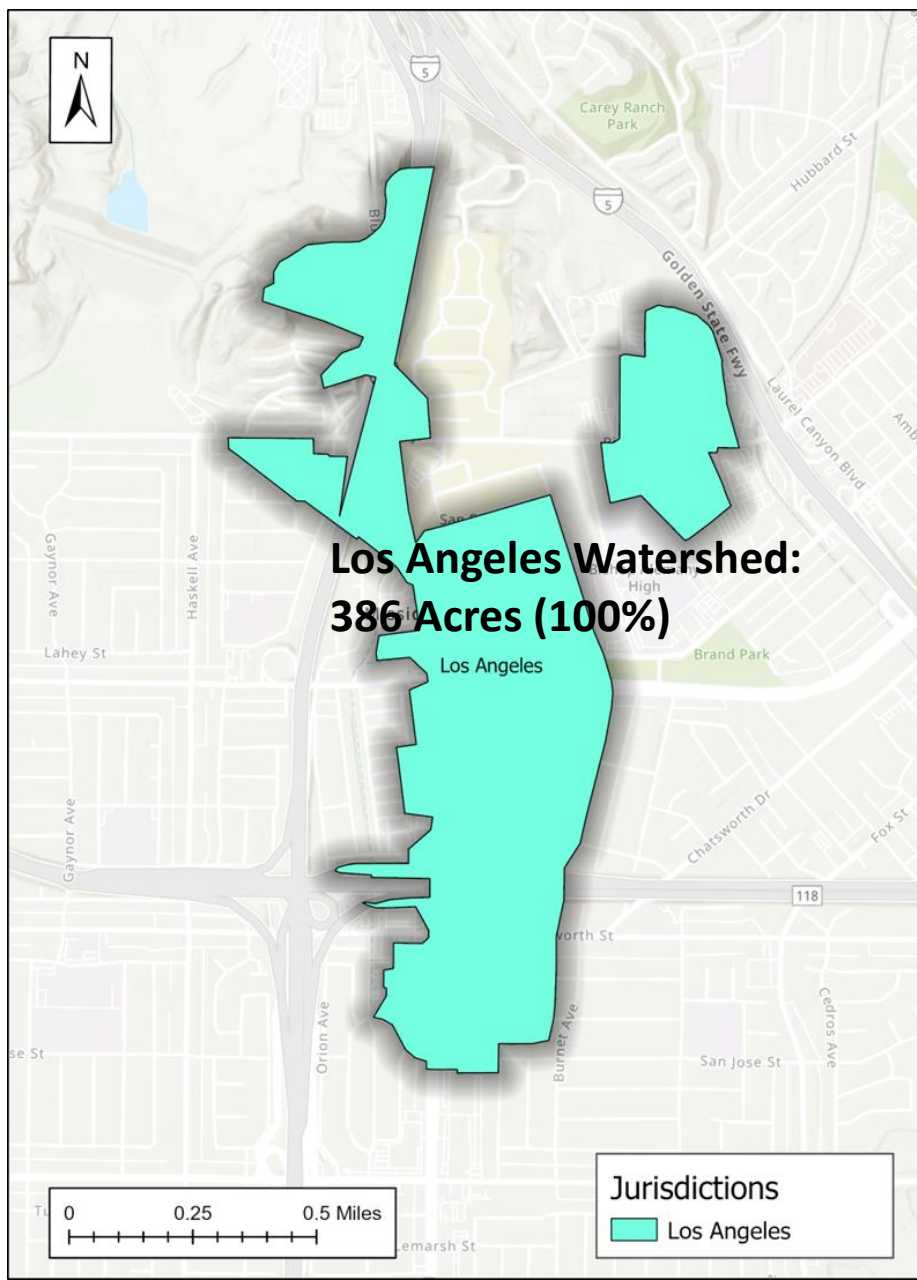 N
5
Carey Ranch
Park
Hubbard St
5
Golden State Fwy
Laurel Canyon Blvd
Gaynor Ave
Haskell Ave
Los Angeles Watershed:
386 Acres (100%)
High
Lahey St
Los Angeles
Brand Park
Gaynor Ave
Chatsworth Dr
Fox St
118
worth St
Orion Ave
Burnet Ave
Cedros Ave
se St
San Jose St
0 0.25 0.5 Miles
Lemarsh St
Jurisdictions
Los Angeles